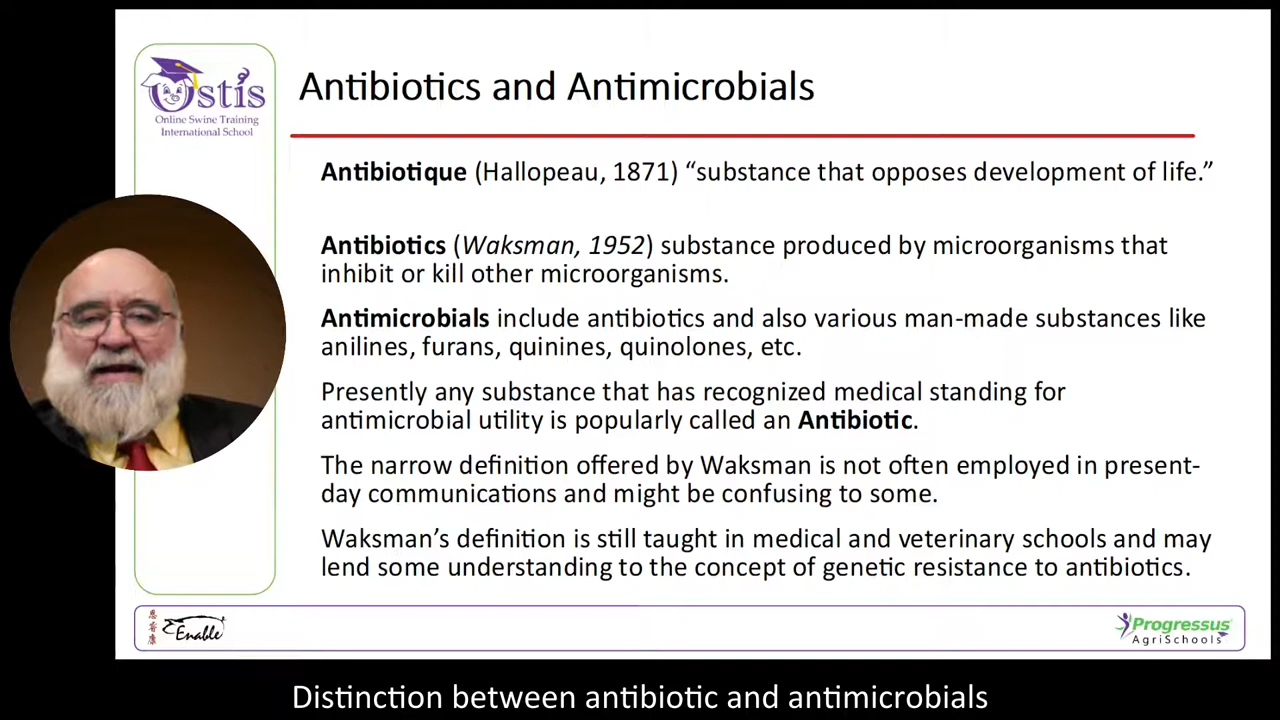 Ostis
Online Swine Training
International School
Antibiotics and Antimicrobials
Antibiotique (Hallopeau, 1871) “substance that opposes development of life.”
Antibiotics (Waksman, 1952) substance produced by microorganisms that
inhibit or kill other microorganisms.
Antimicrobials include antibiotics and also various man-made substances like
anilines, furans, quinines, quinolones, etc.
Presently any substance that has recognized medical standing for
antimicrobial utility is popularly called an Antibiotic.
The narrow definition offered by Waksman is not often employed in present-
day communications and might be confusing to some.
Waksman’s definition is still taught in medical and veterinary schools and may
lend some understanding to the concept of genetic resistance to antibiotics.
Enable
Progressus
AgriSchools
Distinction between antibiotic and antimicrobials